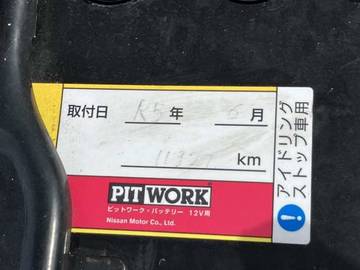 取付日 R5年 6月
km
PITWORK
ピットワーク・バッテリー 12V用
Nissan Motor Co., Ltd.
アイドリング
ストップ車用